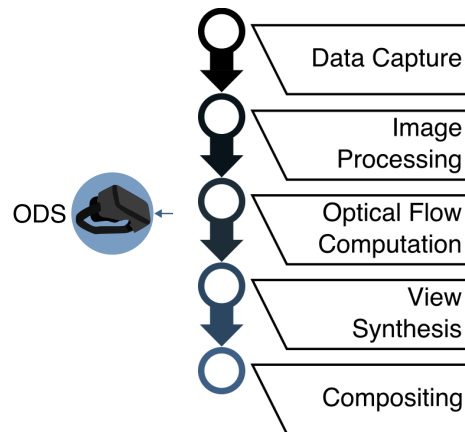 Data Capture
Image
Processing
ODS
Optical Flow
Computation
View
Synthesis
Compositing